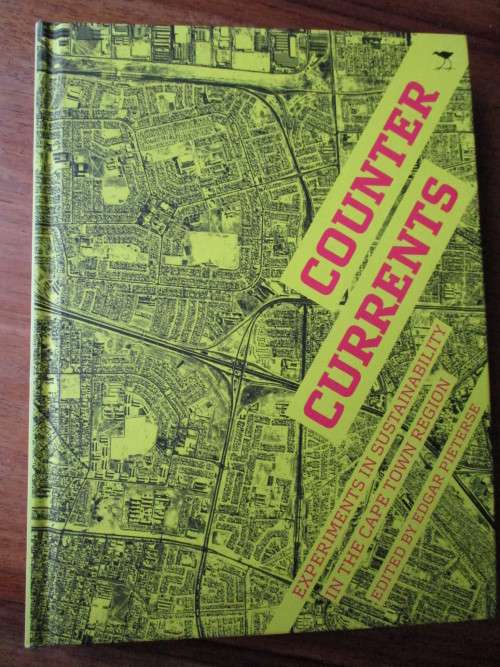 COUNTER
CURRENTS
EXPERIMENTS IN SUSTAINABILITY
IN THE CAPE TOWN REGION
EDITED BY EDGAR PIETERSE